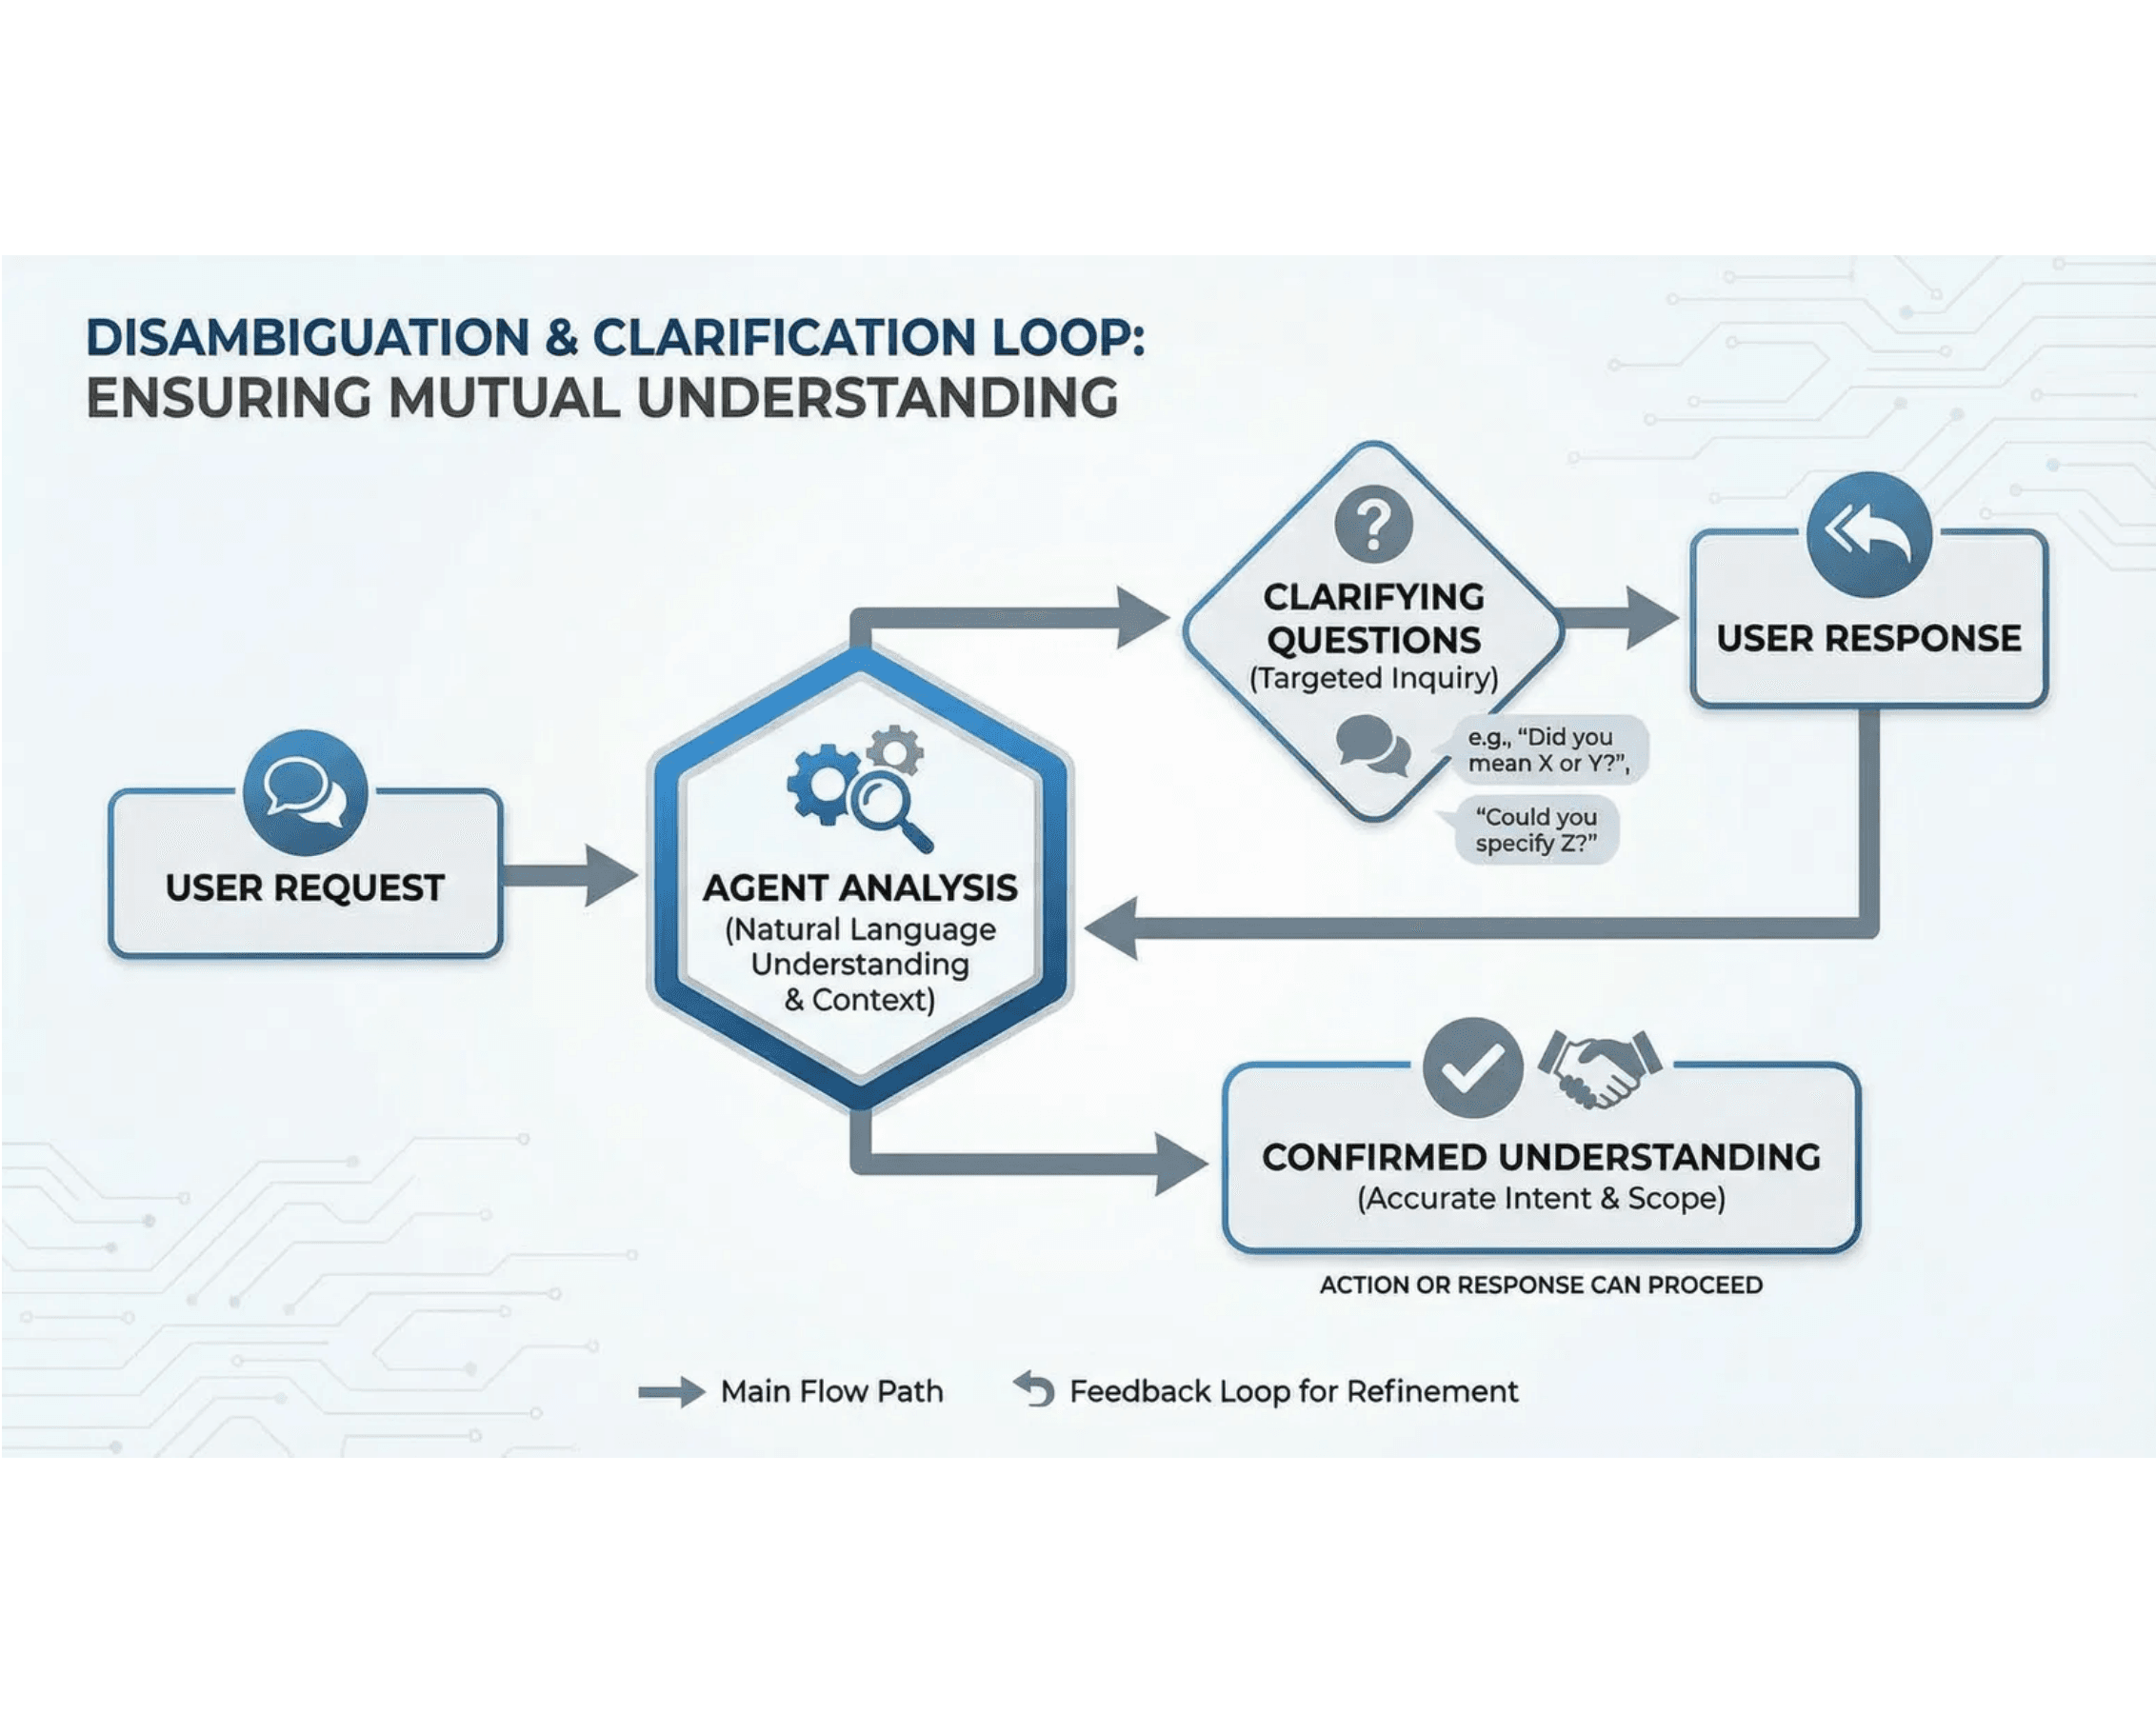 DISAMBIGUATION & CLARIFICATION LOOP:
ENSURING MUTUAL UNDERSTANDING
USER REQUEST
AGENT ANALYSIS
(Natural Language
Understanding
& Context)
?
CLARIFYING
QUESTIONS
(Targeted Inquiry)
e.g., “Did you
mean X or Y?”,
“Could you
specify Z?”
USER RESPONSE
CONFIRMED UNDERSTANDING
(Accurate Intent & Scope)
ACTION OR RESPONSE CAN PROCEED
Main Flow Path
Feedback Loop for Refinement